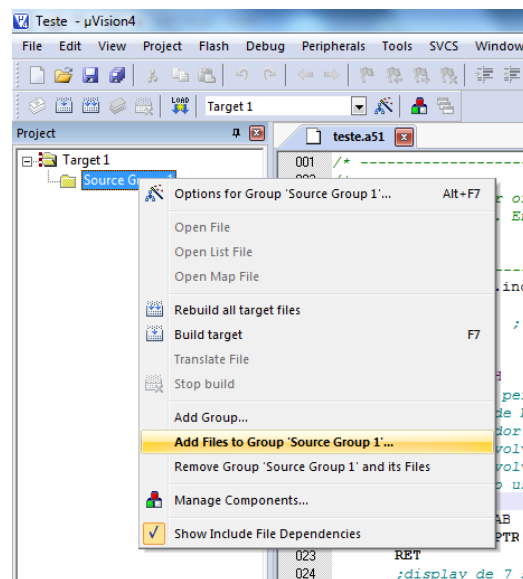 Teste - µVision4
File Edit View Project Flash Debug Peripherals Tools SVCS Window
LOAD Target 1
Project
teste.a51
Target 1
Source G
001 /* --------------------
Options for Group 'Source Group 1'... Alt+F7
Open File
Open List File
Open Map File
Rebuild all target files
Build target F7
Translate File
Stop build
Add Group...
Add Files to Group 'Source Group 1'...
Remove Group 'Source Group 1' and its Files
Manage Components...
Show Include File Dependencies
023 RET
024 ;display de 7